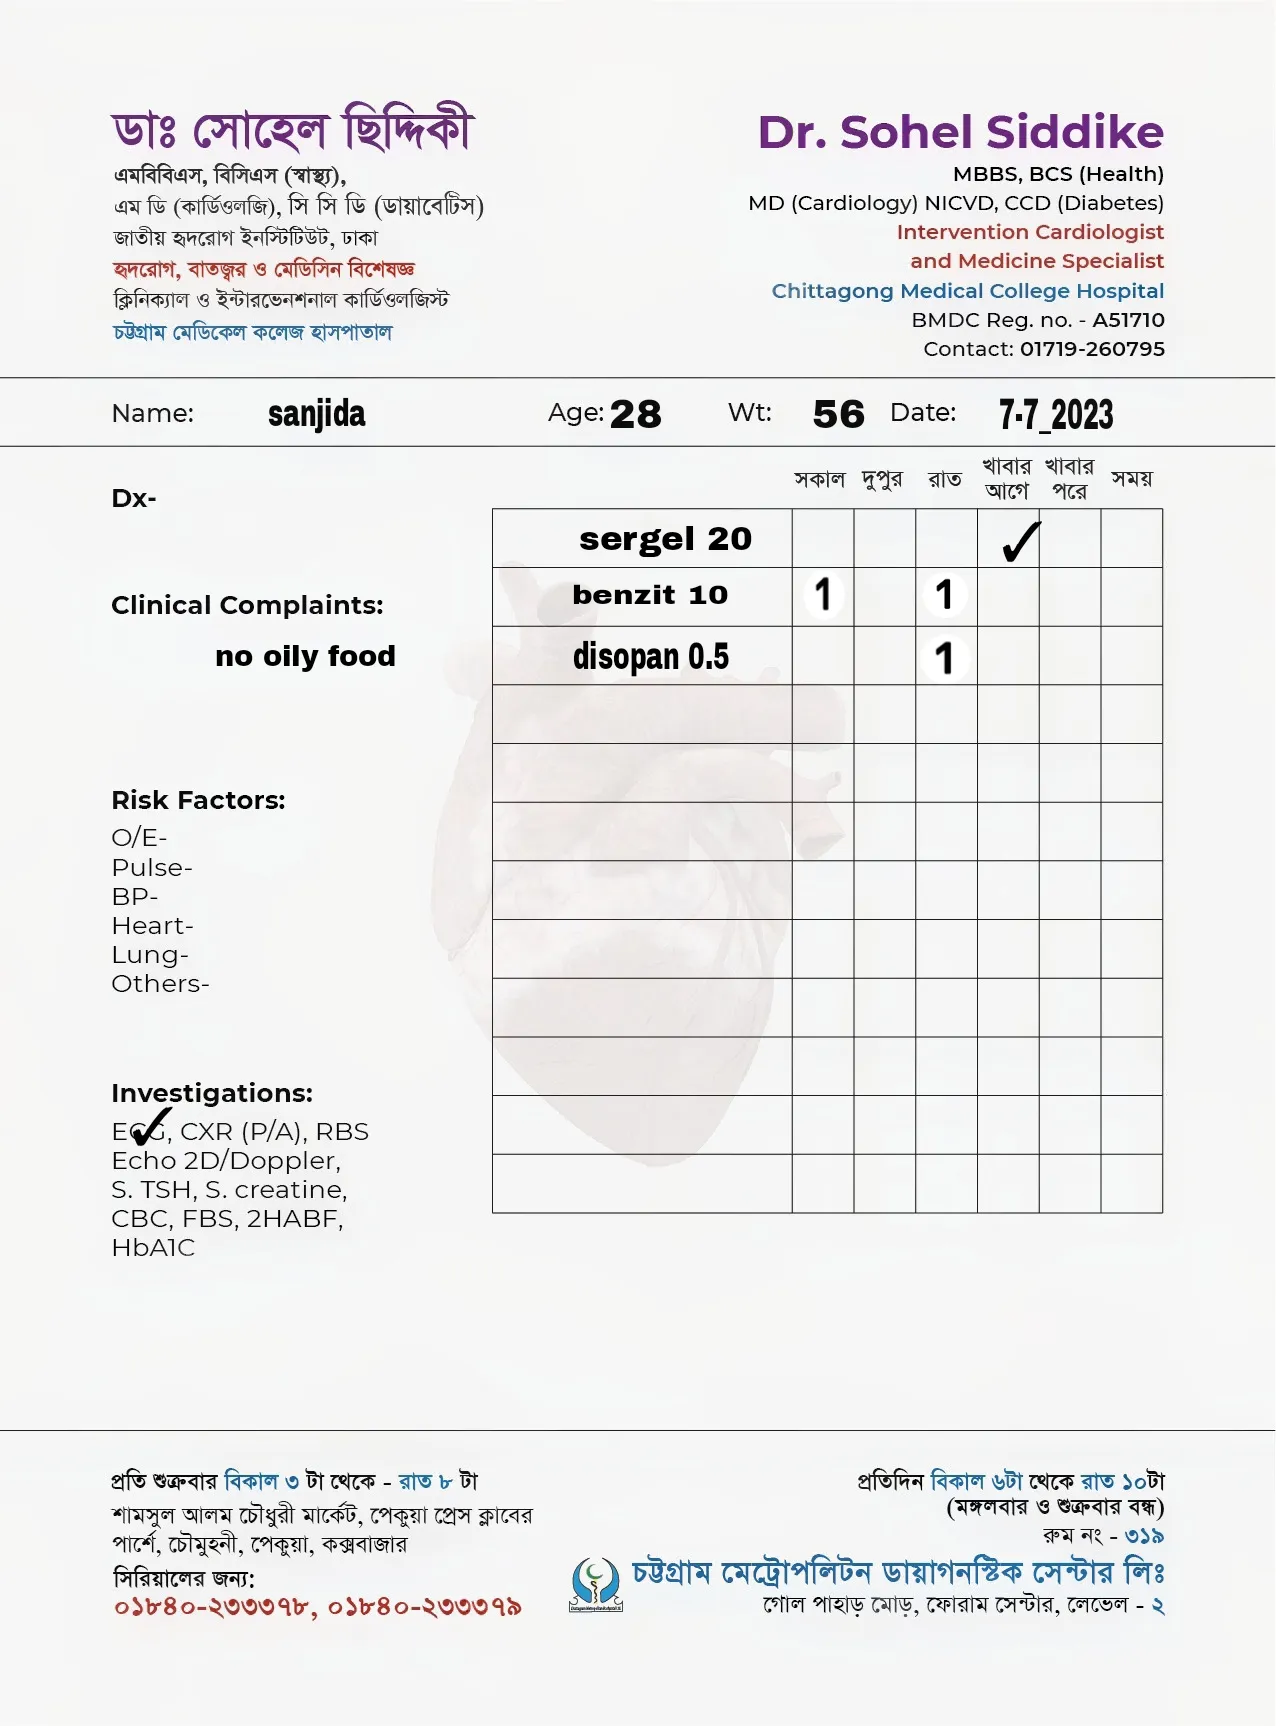 ডাঃ সোহেল ছিদ্দিকী
এমবিবিএস, বিসিএস (স্বাস্থ্য),
এম ডি (কার্ডিওলজি), সি সি ডি (ডায়াবেটিস)
জাতীয় হৃদরোগ ইনস্টিটিউট, ঢাকা
হৃদরোগ, বাতজ্বর ও মেডিসিন বিশেষজ্ঞ
ক্লিনিক্যাল ও ইন্টারভেনশনাল কার্ডিওলজিস্ট
চট্টগ্রাম মেডিকেল কলেজ হাসপাতাল
Dr. Sohel Siddike
MBBS, BCS (Health)
MD (Cardiology) NICVD, CCD (Diabetes)
Intervention Cardiologist
and Medicine Specialist
Chittagong Medical College Hospital
BMDC Reg. no. - A51710
Contact: 01719-260795
Name: sanjida Age: 28 Wt: 56 Date: 7-7_2023
Dx-
Clinical Complaints:
no oily food
Risk Factors:
O/E-
Pulse-
BP-
Heart-
Lung-
Others-
Investigations:
✓
ECG, CXR (P/A), RBS
Echo 2D/Doppler,
S. TSH, S. creatine,
CBC, FBS, 2HABF,
HbA1C
সকাল দুপুর রাত খাবার আগে খাবার পরে সময়
sergel 20 ✓
benzit 10 1 1
disopan 0.5 1
প্রতি শুক্রবার বিকাল ৩ টা থেকে - রাত ৮ টা
শামসুল আলম চৌধুরী মার্কেট, পেকুয়া প্রেস ক্লাবের
পার্শে, চৌমুহনী, পেকুয়া, কক্সবাজার
সিরিয়ালের জন্য:
০১৮৪০-২৩৩৩৭৮, ০১৮৪০-২৩৩৩৭৯
প্রতিদিন বিকাল ৬টা থেকে রাত ১০টা
(মঙ্গলবার ও শুক্রবার বন্ধ)
রুম নং - ৩১৯
চট্টগ্রাম মেট্রোপলিটন ডায়াগনস্টিক সেন্টার লিঃ
গোল পাহাড় মোড়, ফোরাম সেন্টার, লেভেল - ২